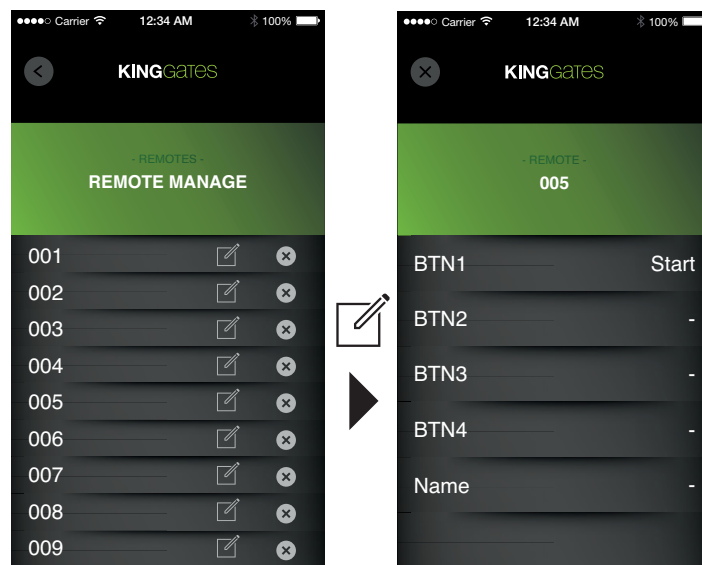 Carrier 12:34 AM 100%
KINGGATES
- REMOTES -
REMOTE MANAGE
001
002
003
004
005
006
007
008
009
Carrier 12:34 AM 100%
KINGGATES
- REMOTE -
005
BTN1 Start
BTN2 -
BTN3 -
BTN4 -
Name -